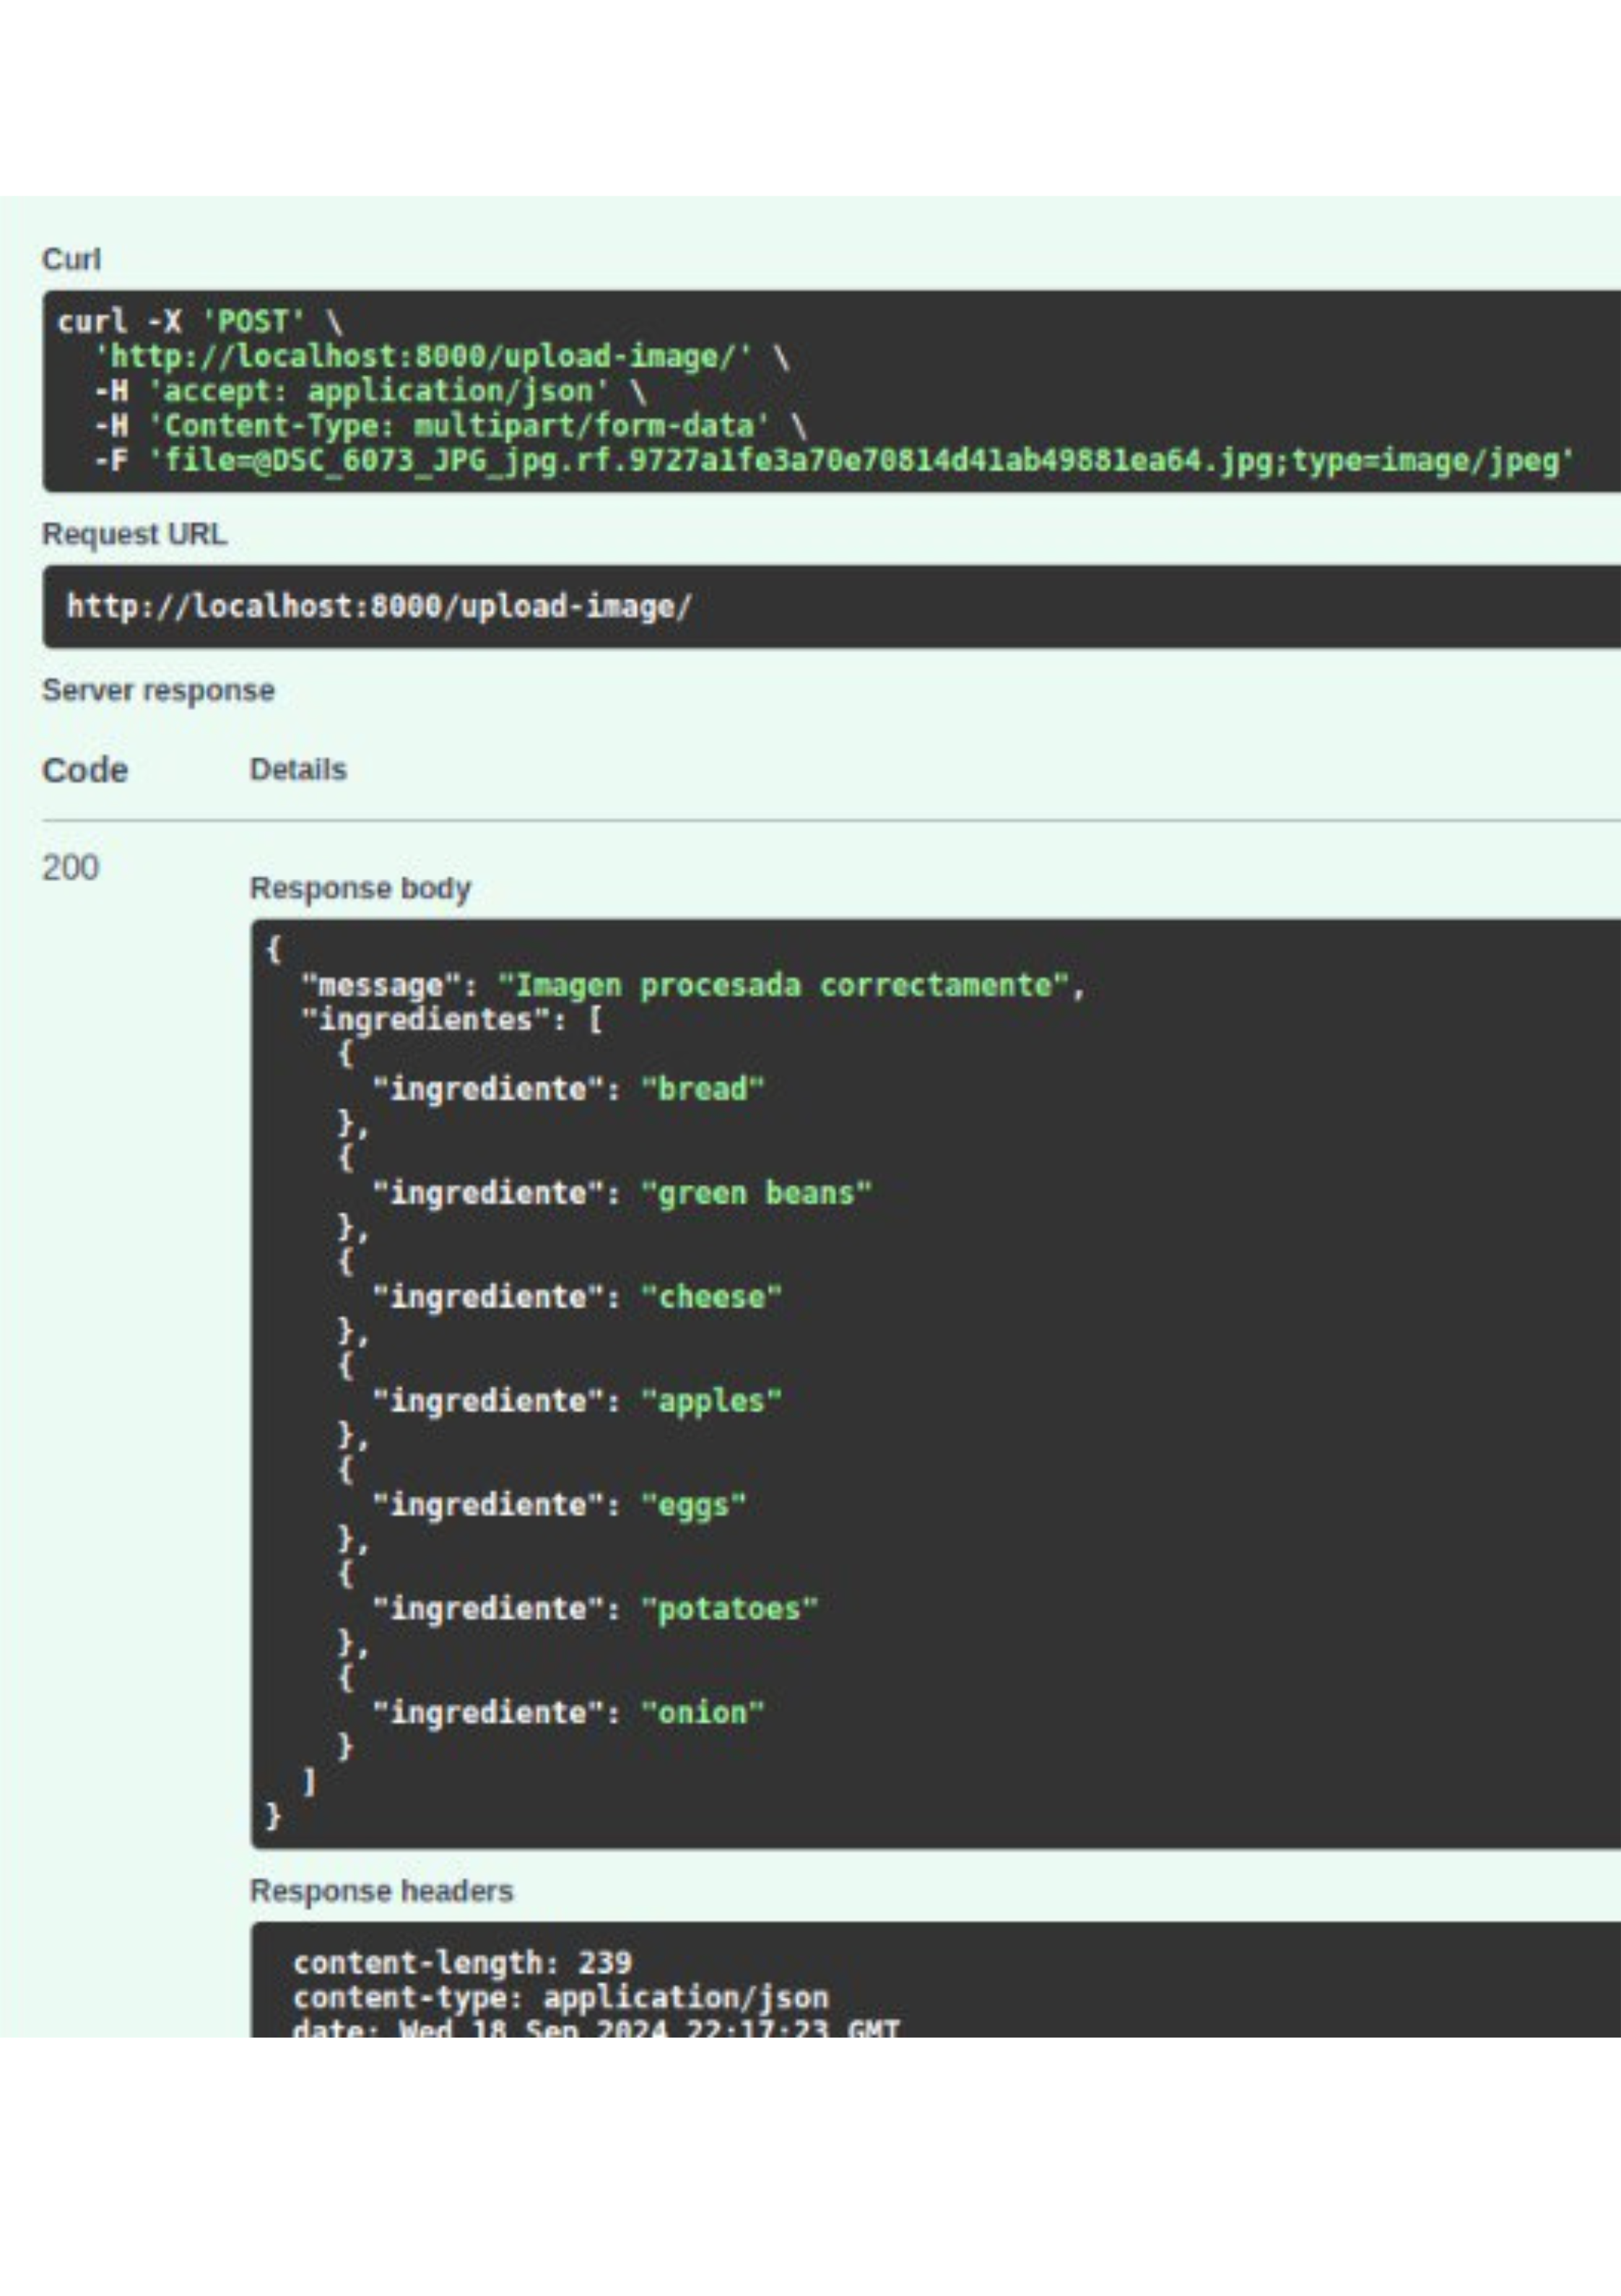 Curl
curl -X 'POST' \
'http://localhost:8000/upload-image/' \
-H 'accept: application/json' \
-H 'Content-Type: multipart/form-data' \
-F 'file=@DSC_6073_JPG_jpg.rf.9727a1fe3a70e70814d41ab49881ea64.jpg;type=image/jpeg'
Request URL
http://localhost:8000/upload-image/
Server response
Code Details
200
Response body
{
"message": "Imagen procesada correctamente",
"ingredientes": [
{
"ingrediente": "bread"
},
{
"ingrediente": "green beans"
},
{
"ingrediente": "cheese"
},
{
"ingrediente": "apples"
},
{
"ingrediente": "eggs"
},
{
"ingrediente": "potatoes"
},
{
"ingrediente": "onion"
}
]
}
Response headers
content-length: 239
content-type: application/json
date: Wed 18 Sep 2024 22:17:23 GMT